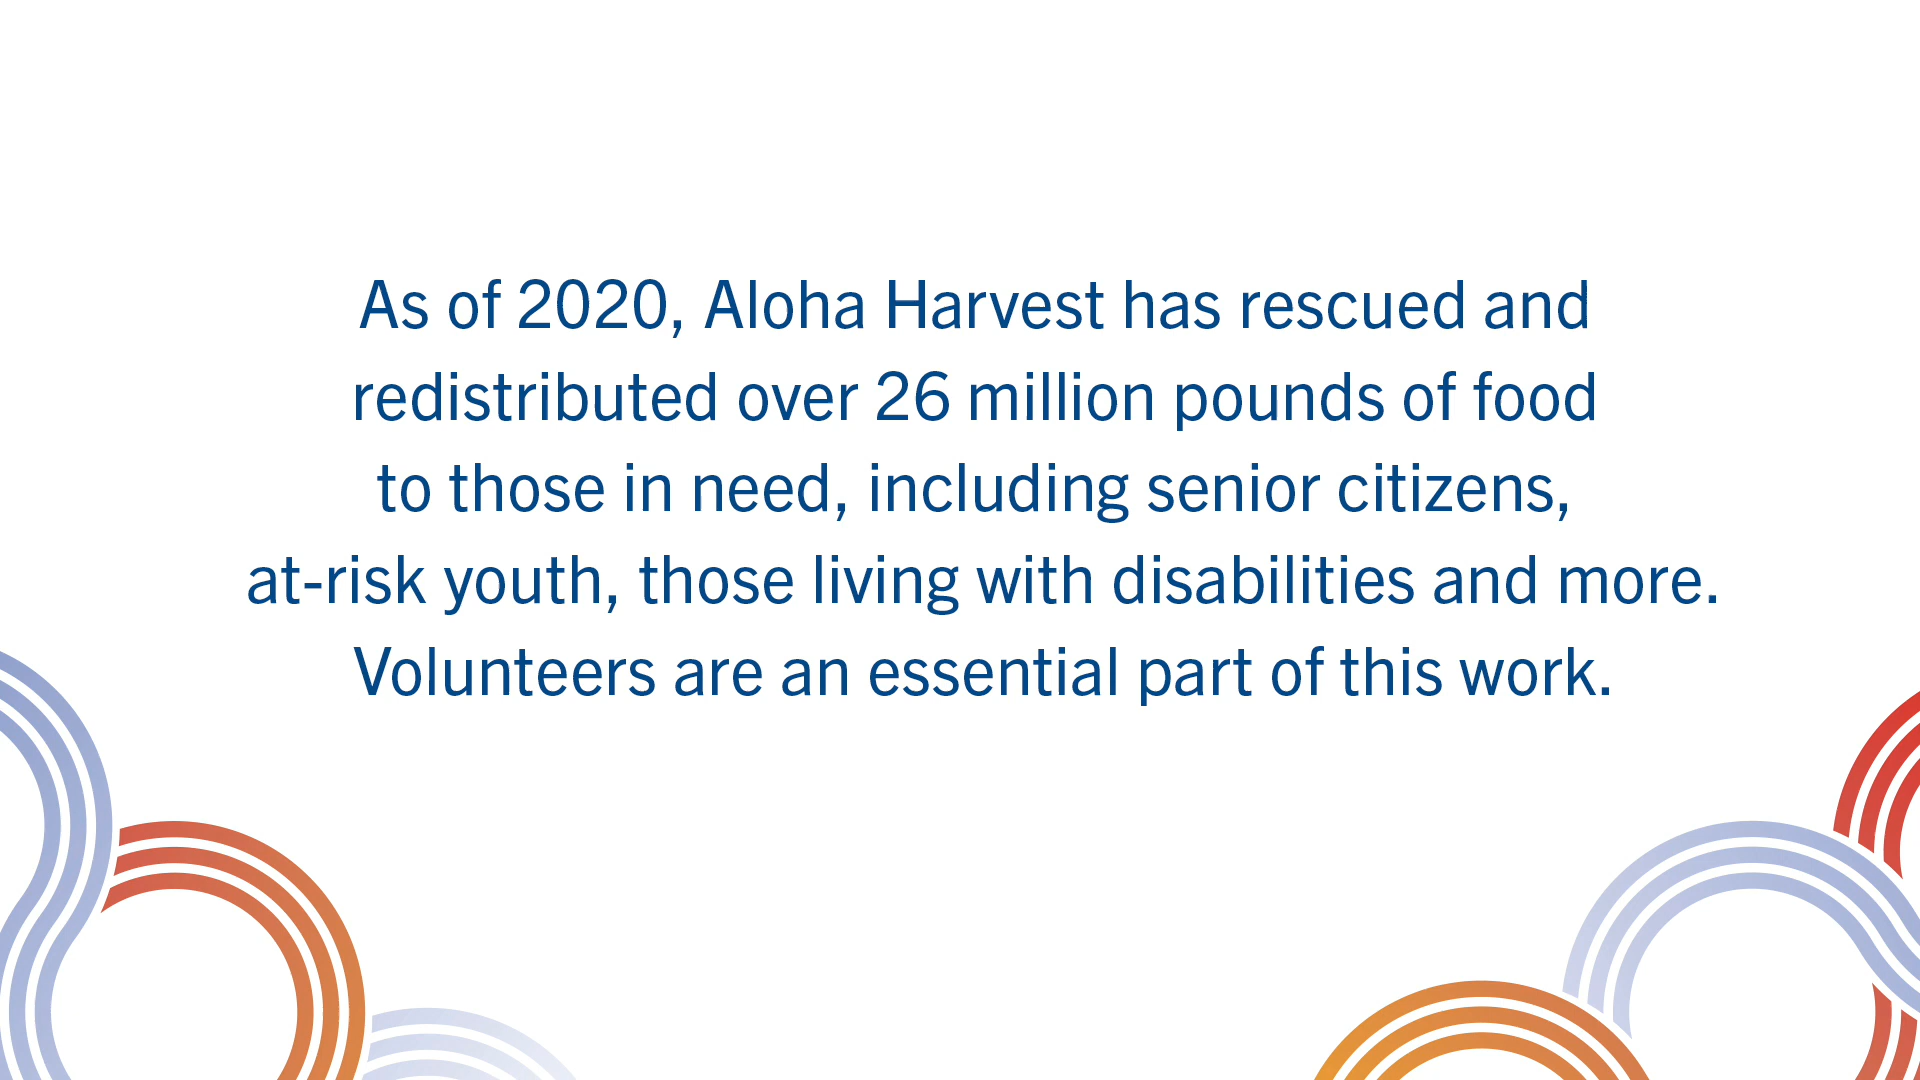 As of 2020, Aloha Harvest has rescued and
redistributed over 26 million pounds of food
to those in need, including senior citizens,
at-risk youth, those living with disabilities and more.
Volunteers are an essential part of this work.